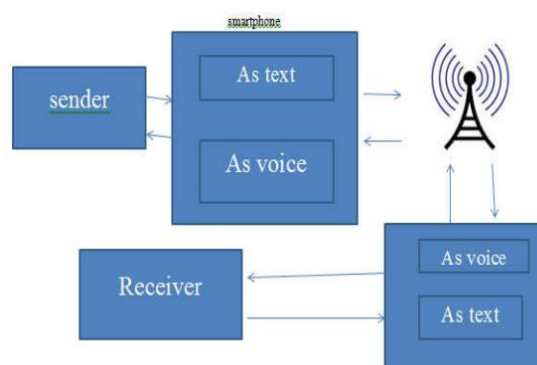 smartphone
sender
As text
As voice
Receiver
As voice
As text